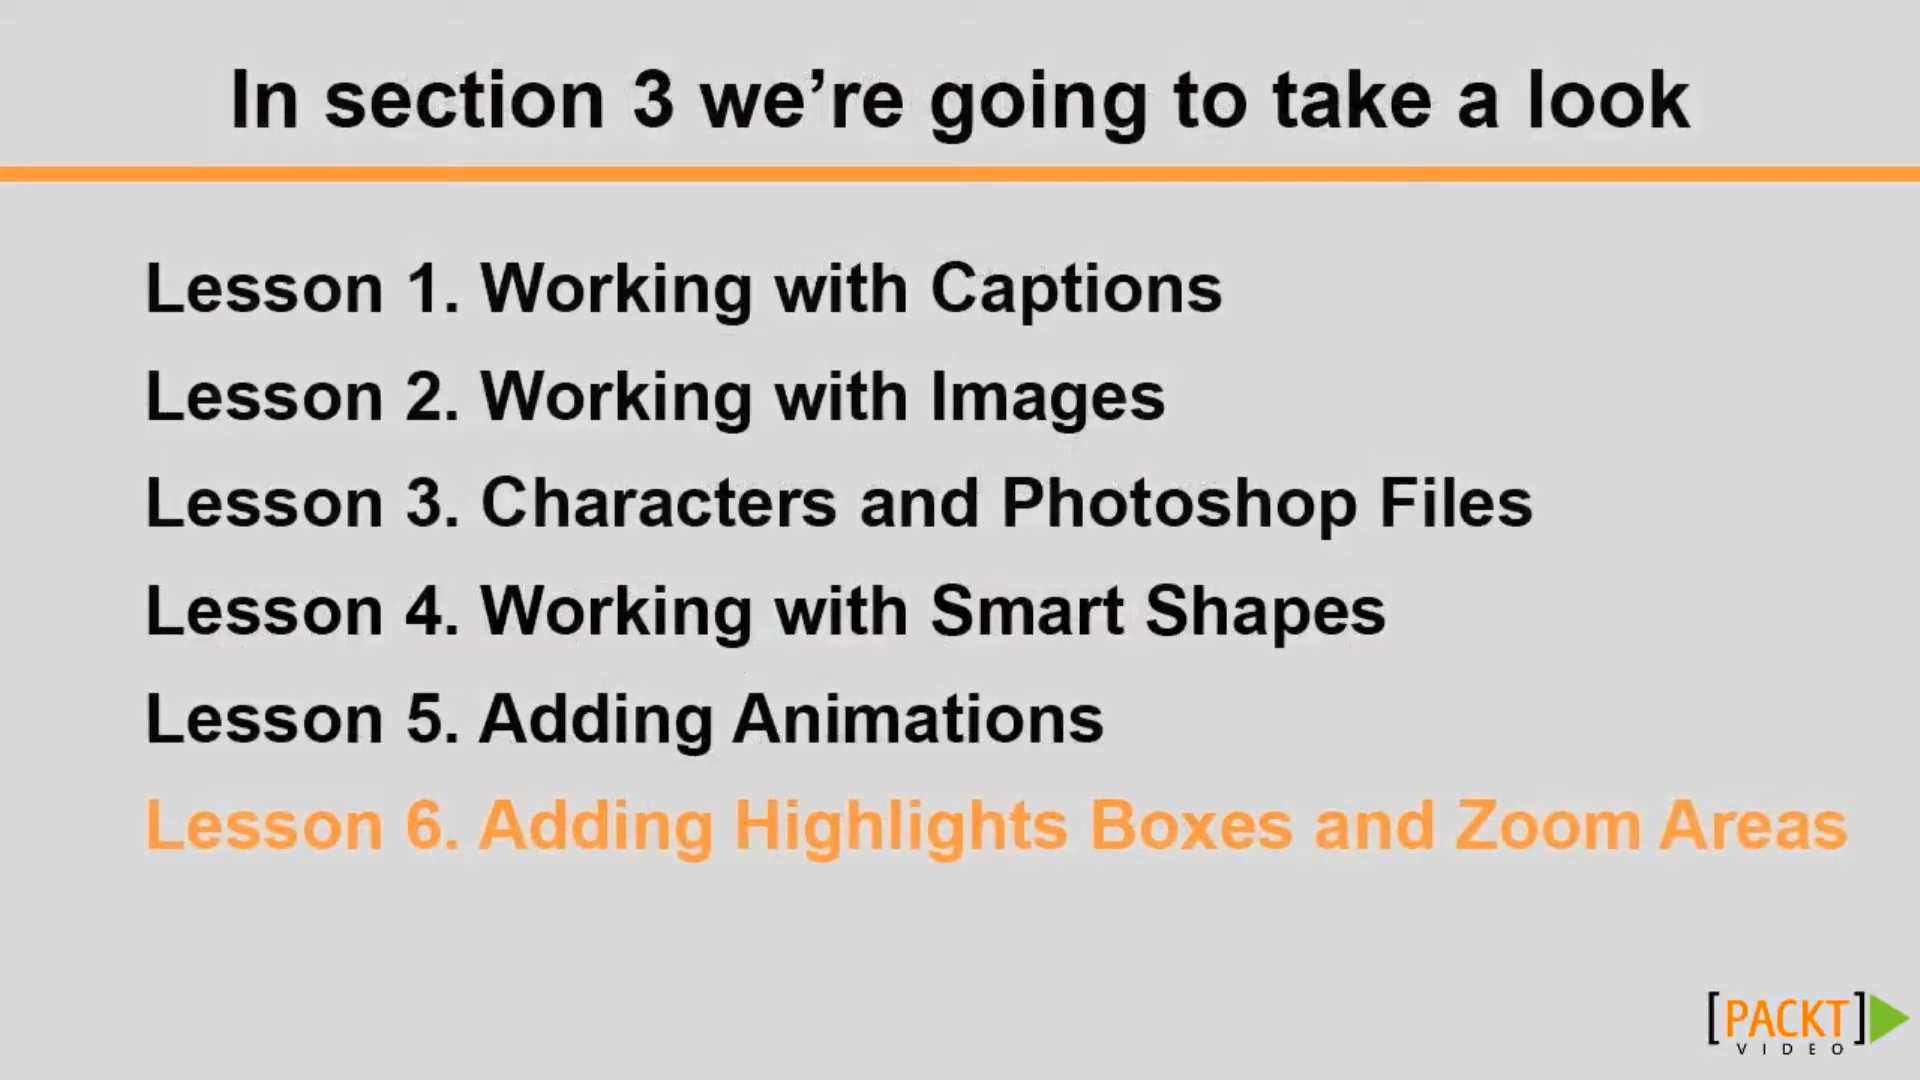 In section 3 we’re going to take a look
Lesson 1. Working with Captions
Lesson 2. Working with Images
Lesson 3. Characters and Photoshop Files
Lesson 4. Working with Smart Shapes
Lesson 5. Adding Animations
Lesson 6. Adding Highlights Boxes and Zoom Areas
[PACKT]
VIDEO